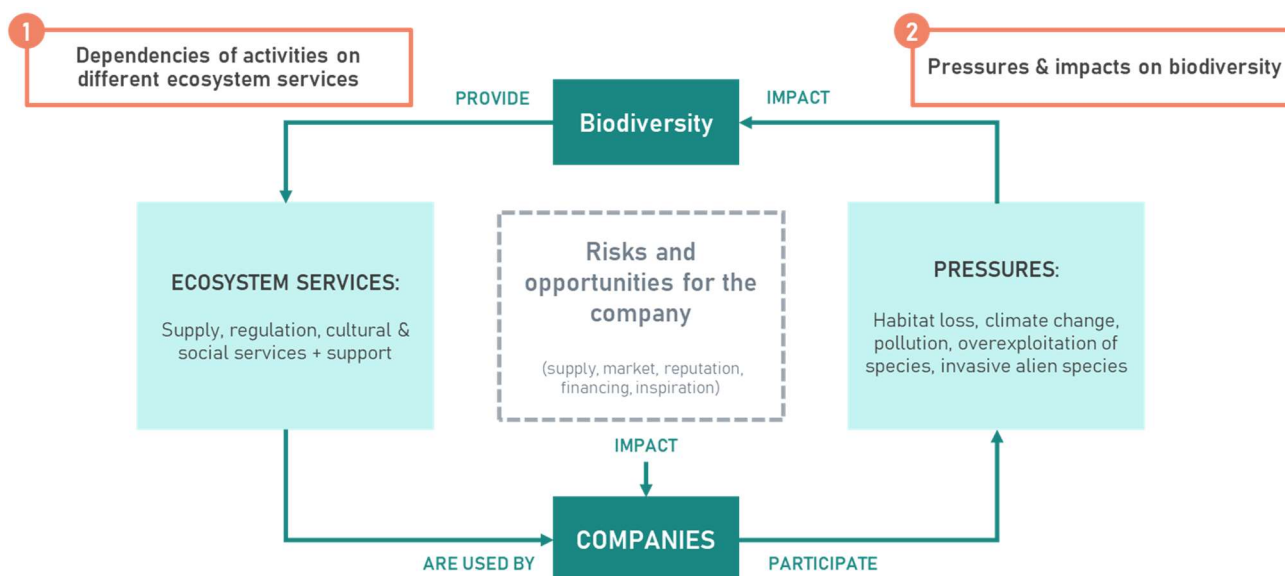 1
Dependencies of activities on
different ecosystem services
2
Pressures & impacts on biodiversity
PROVIDE
Biodiversity
IMPACT
ECOSYSTEM SERVICES:
Supply, regulation, cultural &
social services + support
Risks and
opportunities for the
company
(supply, market, reputation,
financing, inspiration)
PRESSURES:
Habitat loss, climate change,
pollution, overexploitation of
species, invasive alien species
IMPACT
COMPANIES
ARE USED BY
PARTICIPATE